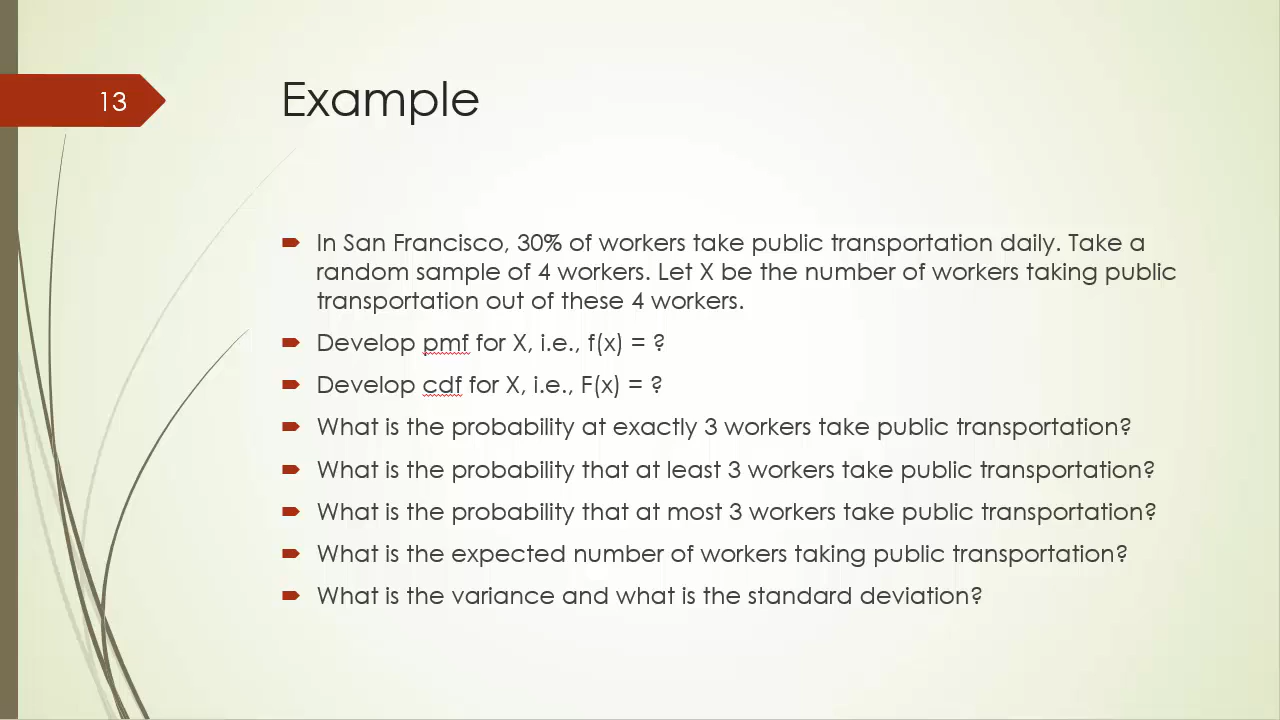 13
Example
In San Francisco, 30% of workers take public transportation daily. Take a
random sample of 4 workers. Let X be the number of workers taking public
transportation out of these 4 workers.
Develop pmf for X, i.e., f(x) = ?
Develop cdf for X, i.e., F(x) = ?
What is the probability at exactly 3 workers take public transportation?
What is the probability that at least 3 workers take public transportation?
What is the probability that at most 3 workers take public transportation?
What is the expected number of workers taking public transportation?
What is the variance and what is the standard deviation?